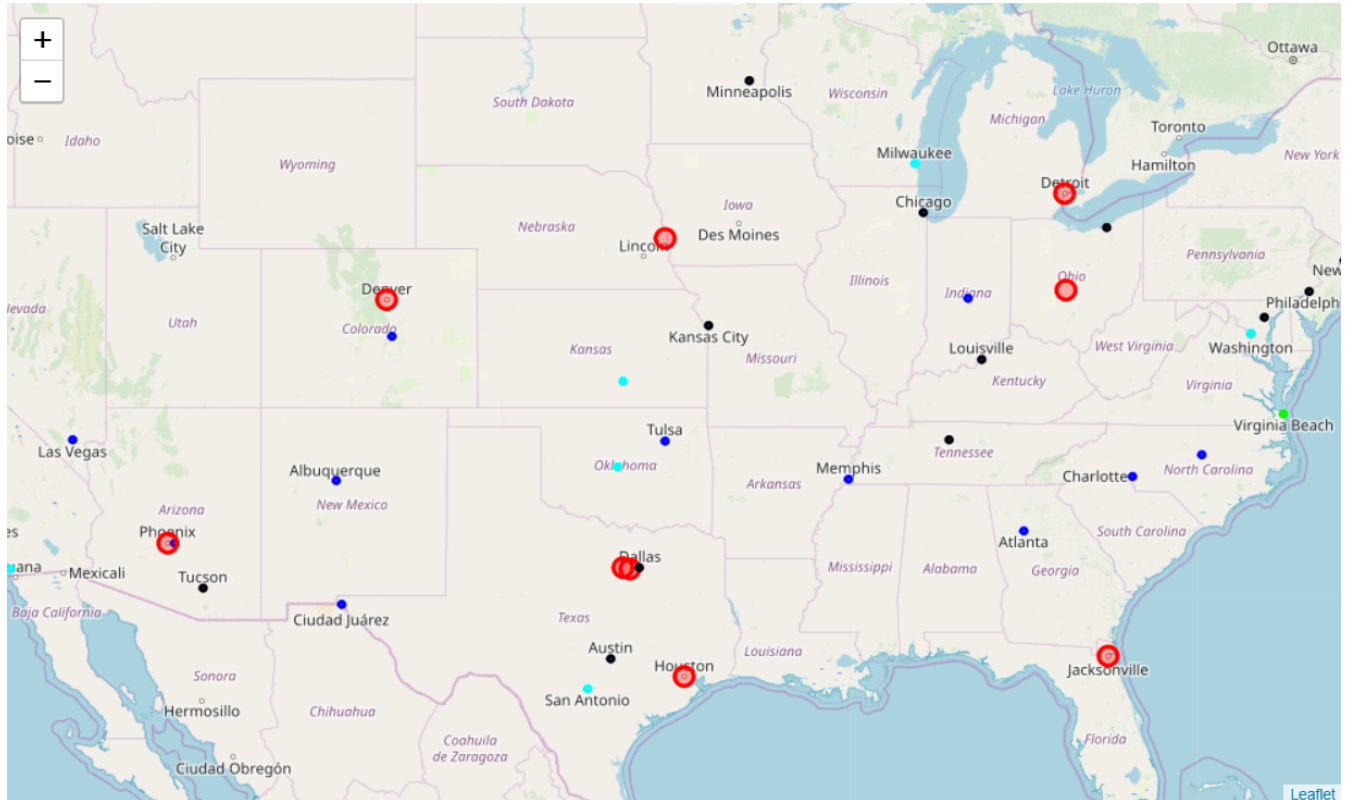 +
−
Ottawa
Minneapolis
Wisconsin
Lake Huron
South Dakota
Michigan
Toronto
oise
Idaho
Milwaukee
Hamilton
New York
Wyoming
Detroit
Chicago
Iowa
Salt Lake
City
Nebraska
Des Moines
Lincoln
Pennsylvania
New
Denver
Illinois
Indiana
Ohio
Philadelph
evada
Utah
Colorado
Kansas City
Kansas
Missouri
Louisville
West Virginia
Washington
Kentucky
Virginia
Virginia Beach
Tulsa
Las Vegas
Albuquerque
Oklahoma
Memphis
Tennessee
Charlotte
North Carolina
Arkansas
New Mexico
Arizona
es
Phoenix
South Carolina
Atlanta
Dallas
ana
Mexicali
Tucson
Mississippi
Alabama
Georgia
Baja California
Ciudad Juárez
Texas
Austin
Louisiana
Houston
Jacksonville
Sonora
San Antonio
Hermosillo
Chihuahua
Coahuila
de Zaragoza
Florida
Ciudad Obregón
Leaflet